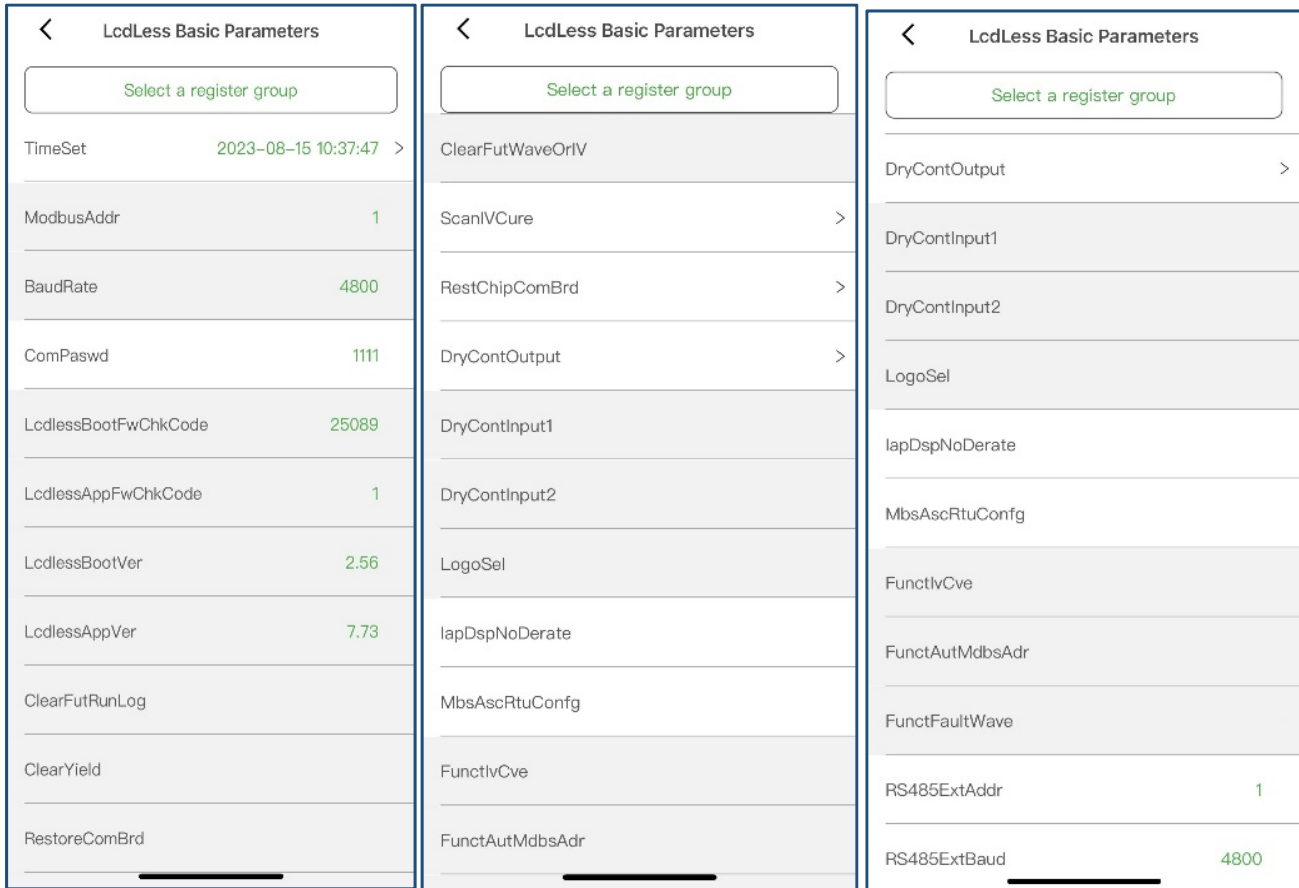 LcdLess Basic Parameters
Select a register group
TimeSet 2023-08-15 10:37:47 >
ModbusAddr 1
BaudRate 4800
ComPaswd 1111
LcdlessBootFwChkCode 25089
LcdlessAppFwChkCode 1
LcdlessBootVer 2.56
LcdlessAppVer 7.73
ClearFutRunLog
ClearYield
RestoreComBrd
LcdLess Basic Parameters
Select a register group
ClearFutWaveOrIV
ScanIVCure >
RestChipComBrd >
DryContOutput >
DryContInput1
DryContInput2
LogoSel
IapDspNoDerate
MbsAscRtuConfg
FunctIvCve
FunctAutMdbsAdr
LcdLess Basic Parameters
Select a register group
DryContOutput >
DryContInput1
DryContInput2
LogoSel
IapDspNoDerate
MbsAscRtuConfg
FunctIvCve
FunctAutMdbsAdr
FunctFaultWave
RS485ExtAddr 1
RS485ExtBaud 4800